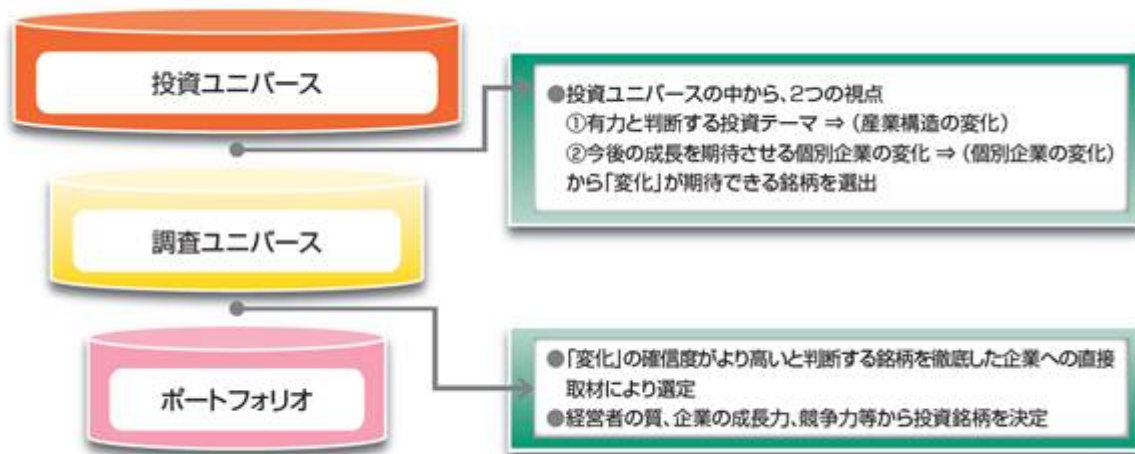 投資ユニバース
●投資ユニバースの中から、2つの視点
①有力と判断する投資テーマ ⇒ (産業構造の変化)
②今後の成長を期待させる個別企業の変化 ⇒ (個別企業の変化)
から「変化」が期待できる銘柄を選出
調査ユニバース
●「変化」の確信度がより高いと判断する銘柄を徹底した企業への直接
取材により選定
●経営者の質、企業の成長力、競争力等から投資銘柄を決定
ポートフォリオ